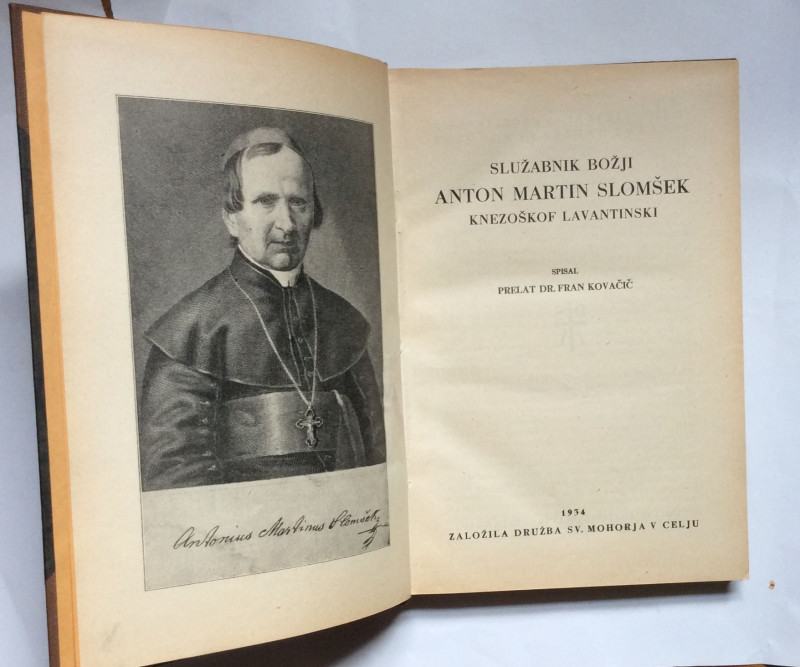 Antonius Martinus Slomšek
SLUŽABNIK BOŽJI
ANTON MARTIN SLOMŠEK
KNEZOŠKOF LAVANTINSKI
SPISAL
PRELAT DR. FRAN KOVAČIČ
1934
ZALOŽILA DRUŽBA SV. MOHORJA V CELJU